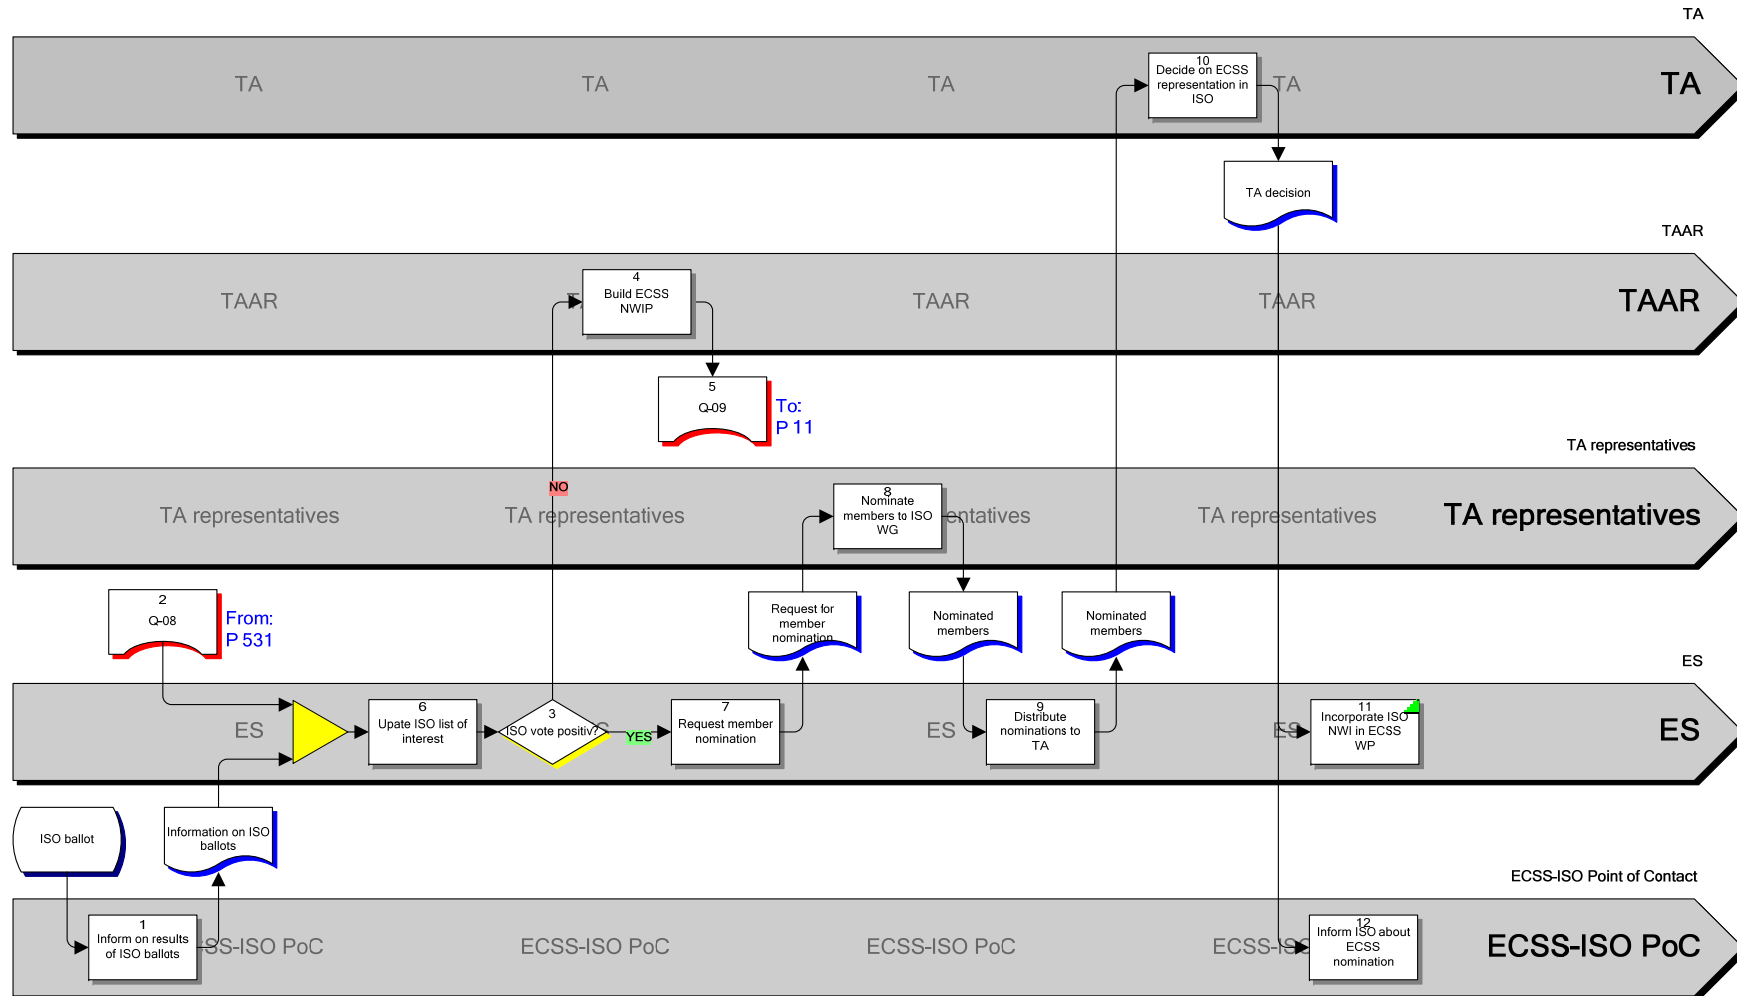 TA
TA
TA
TA
TA
TA
10
Decide on ECSS
representation in
ISO
TA decision
TAAR
TAAR
TAAR
TAAR
TAAR
4
Build ECSS
NWIP
5
Q-09
To:
P 11
TA representatives
NO
TA representatives
TA representatives
TA representatives
TA representatives
8
Nominate
members to ISO
WG
2
Q-08
From:
P 531
Request for
member
nomination
Nominated
members
Nominated
members
ES
ES
ES
ES
ES
6
Upate ISO list of
interest
3
ISO vote positiv?
YES
7
Request member
nomination
9
Distribute
nominations to
TA
11
Incorporate ISO
NWI in ECSS
WP
ISO ballot
Information on ISO
ballots
ECSS-ISO Point of Contact
1
Inform on results
of ISO ballots
SS-ISO PoC
ECSS-ISO PoC
ECSS-ISO PoC
ECSS-ISO
12
Inform ISO about
ECSS
nomination
ECSS-ISO PoC